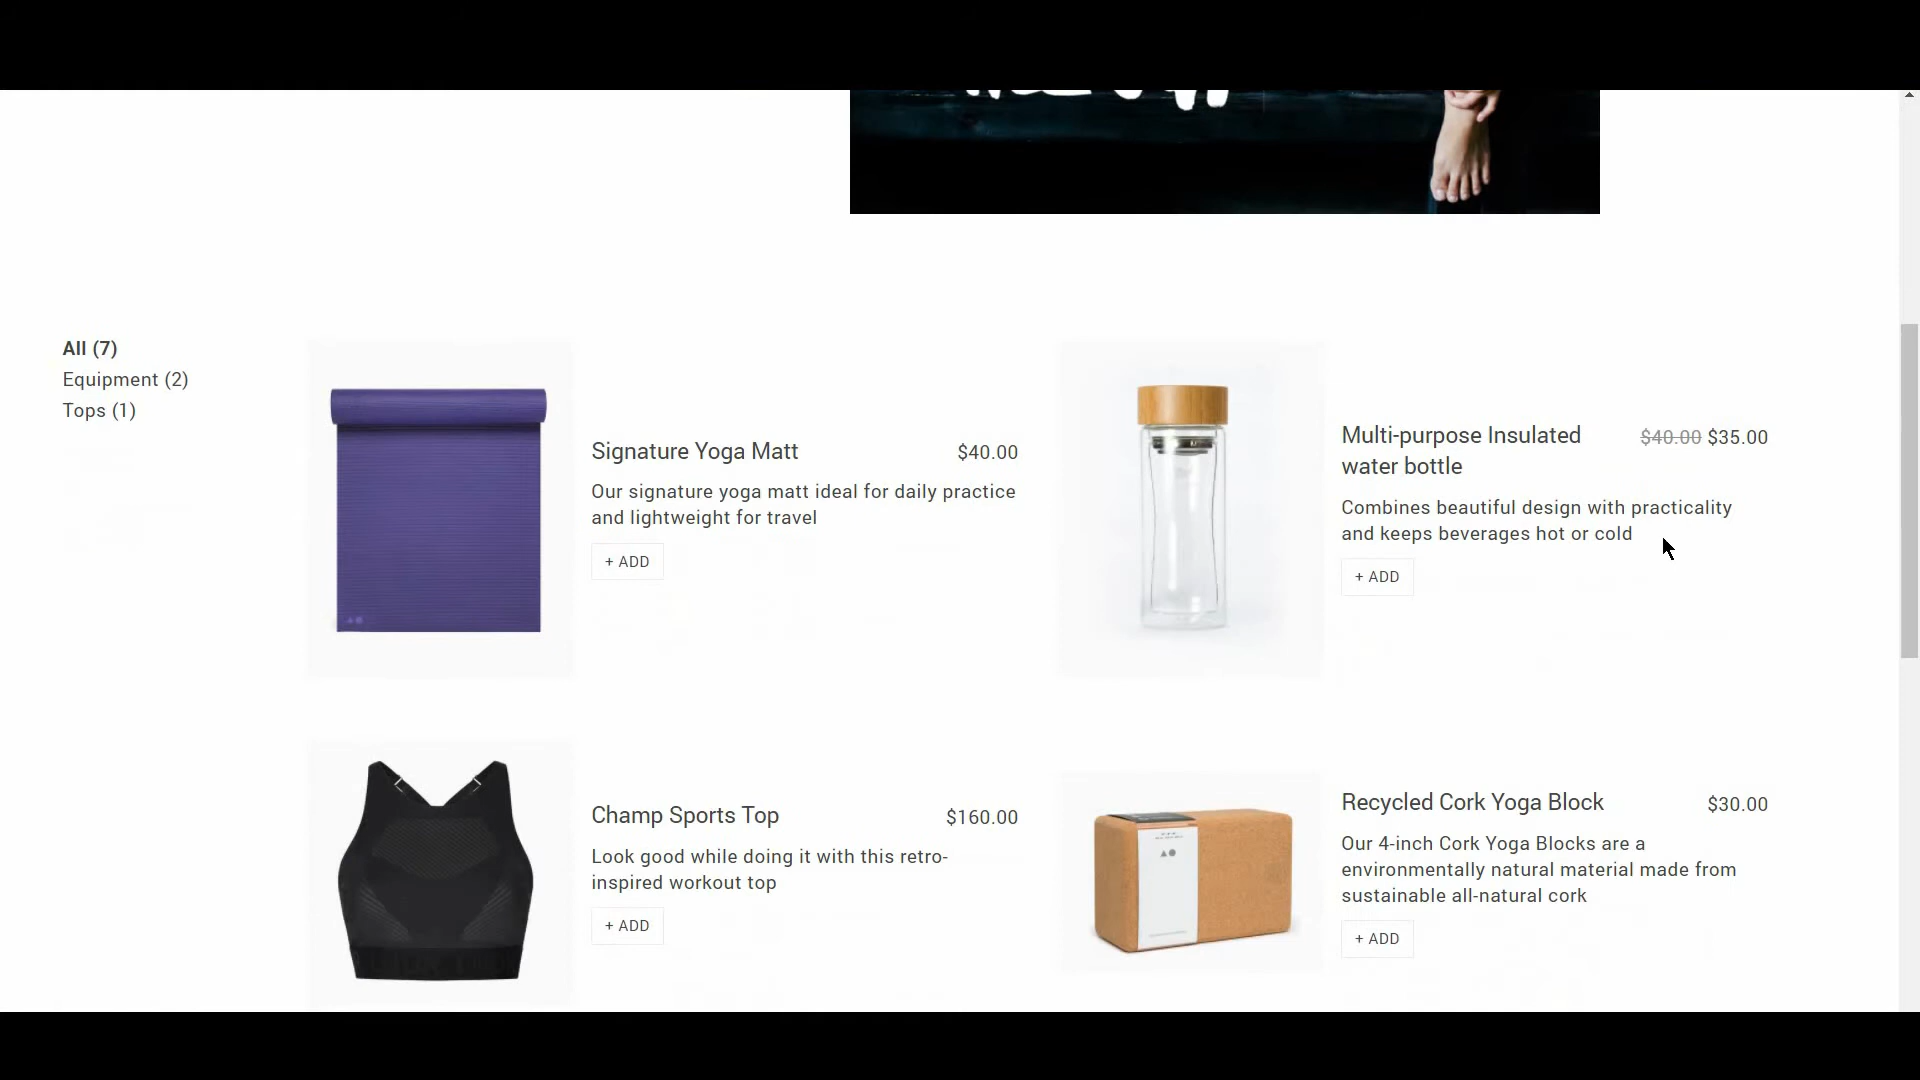 All (7)
Equipment (2)
Tops (1)
Signature Yoga Matt
$40.00
Our signature yoga matt ideal for daily practice
and lightweight for travel
+ ADD
Multi-purpose Insulated
water bottle
$40.00 $35.00
Combines beautiful design with practicality
and keeps beverages hot or cold
+ ADD
Champ Sports Top
$160.00
Look good while doing it with this retro-
inspired workout top
+ ADD
Recycled Cork Yoga Block
$30.00
Our 4-inch Cork Yoga Blocks are a
environmentally natural material made from
sustainable all-natural cork
+ ADD